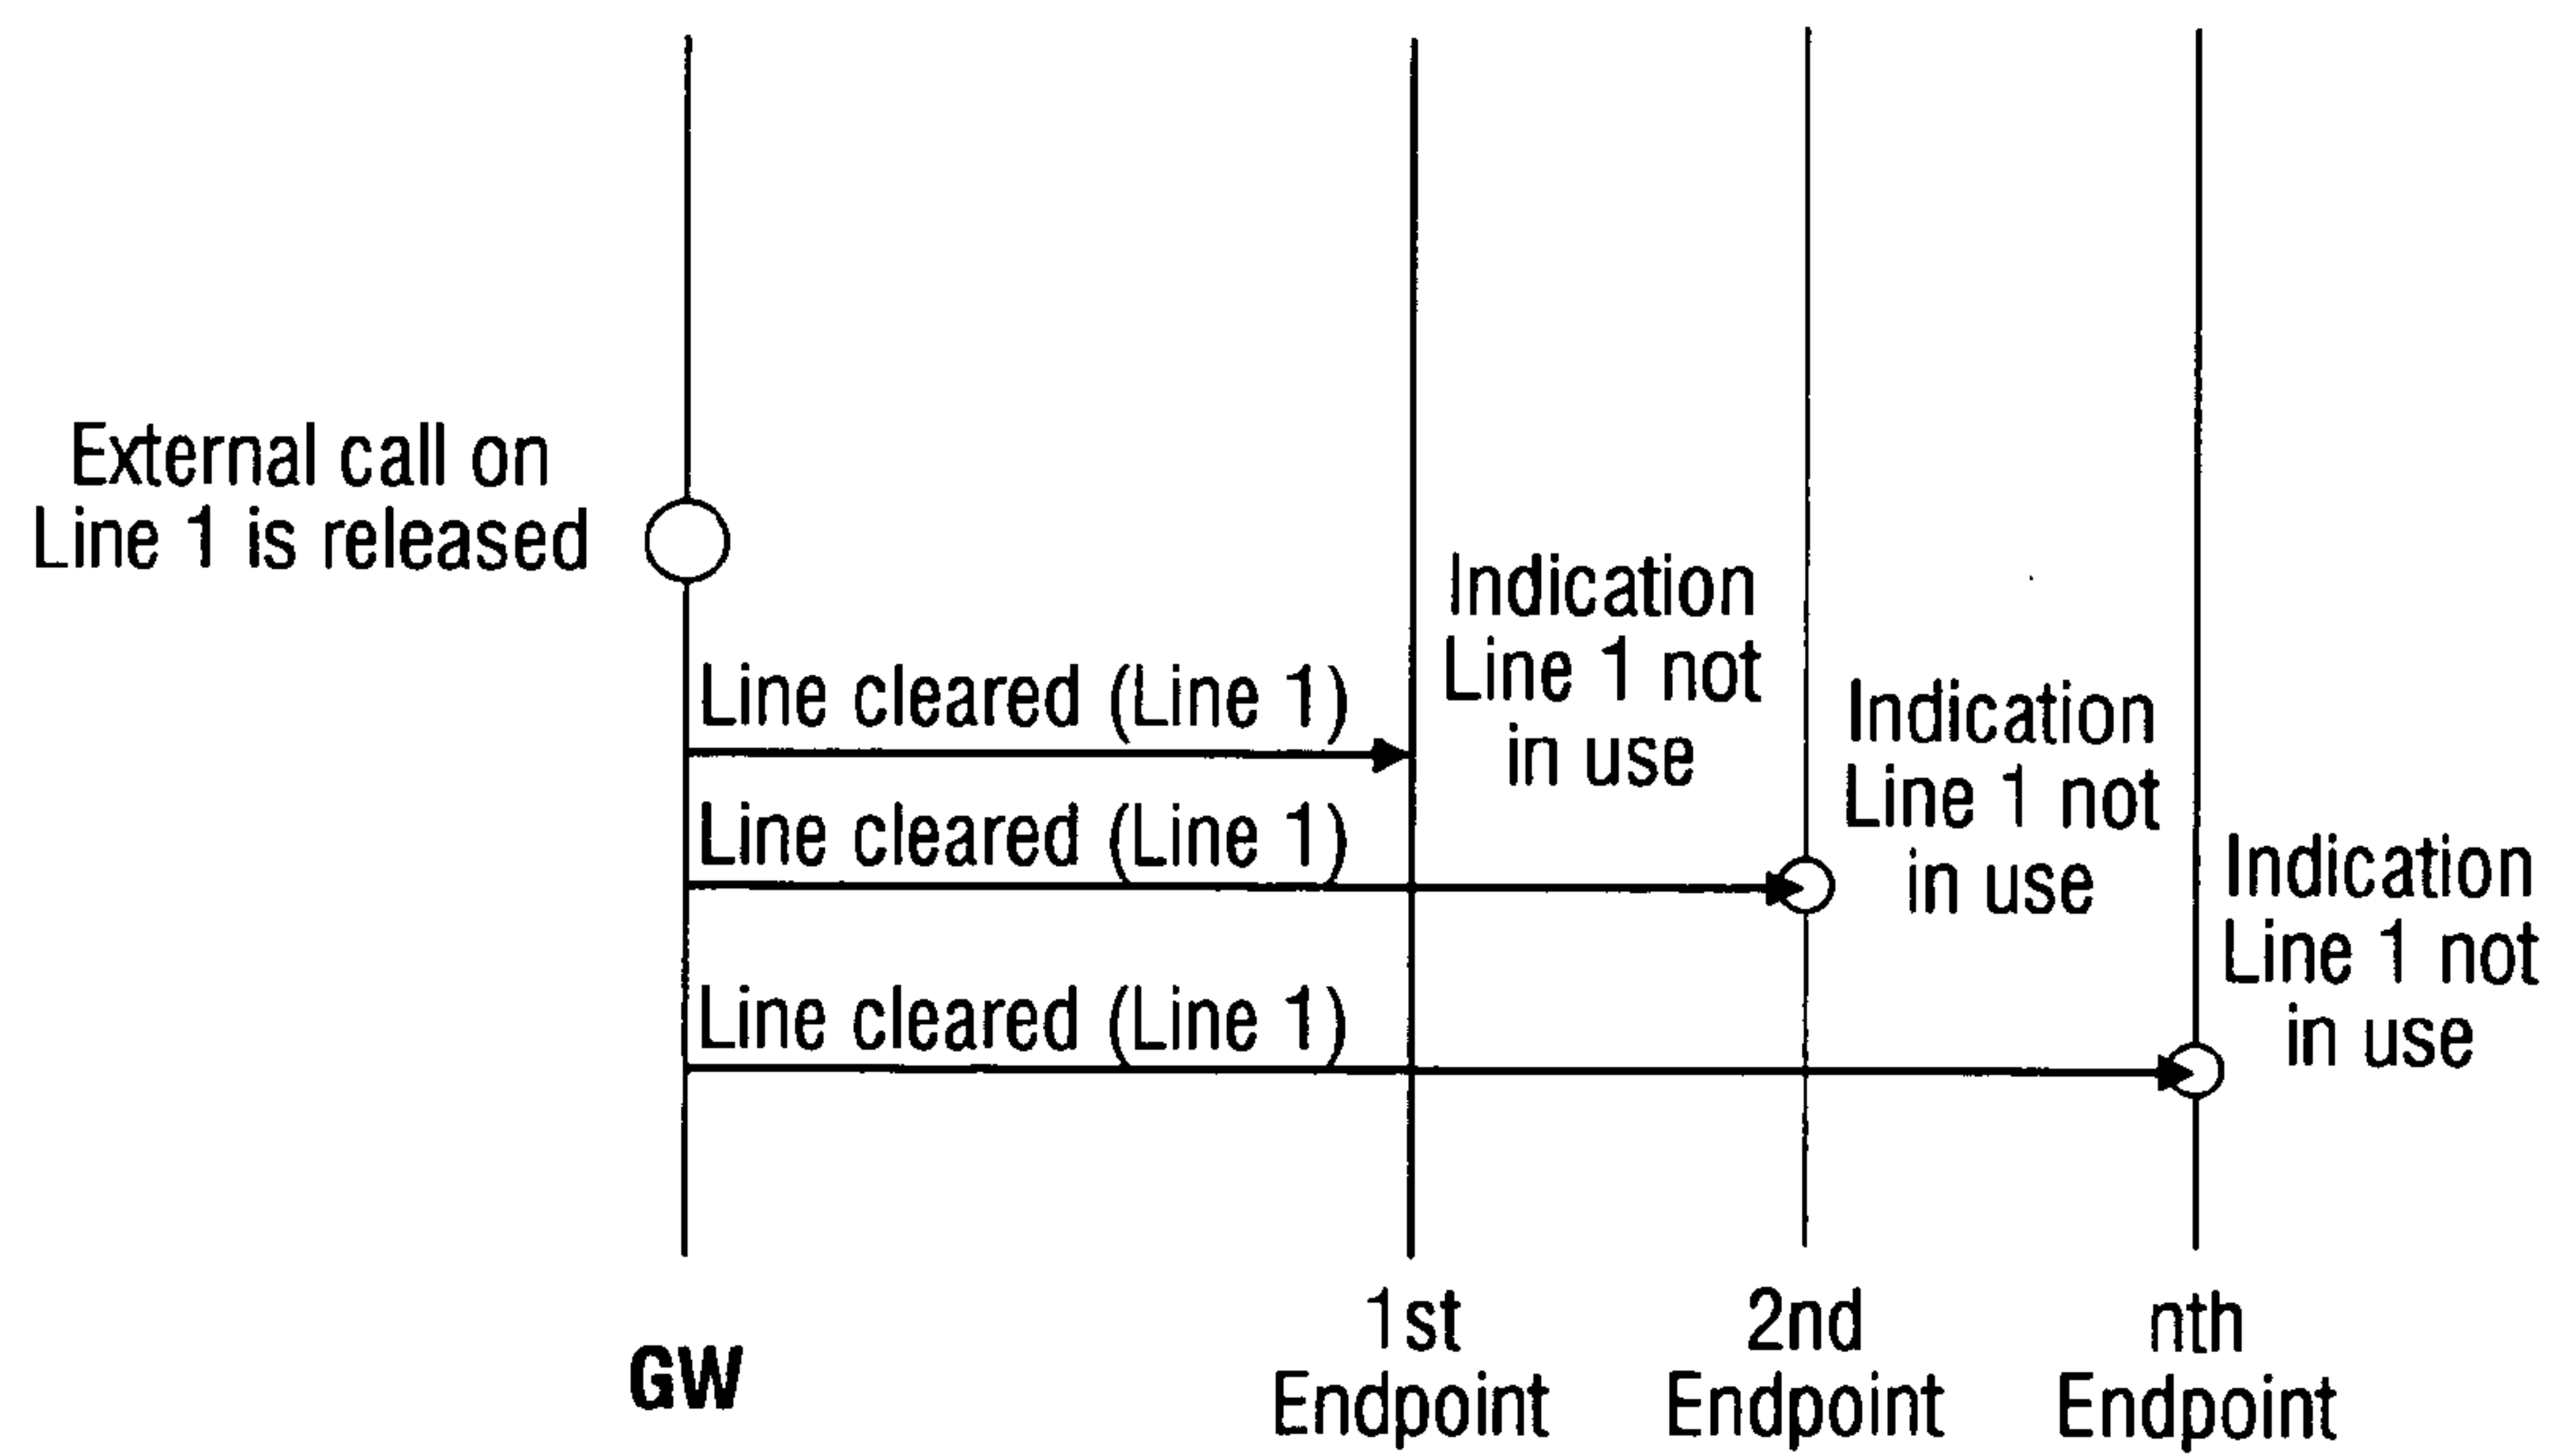 External call on
Line 1 is released
Indication
Line 1 not
in use
Line cleared (Line 1)
Indication
Line 1 not
in use
Line cleared (Line 1)
Indication
Line 1 not
in use
Line cleared (Line 1)
GW
1st
Endpoint
2nd
Endpoint
nth
Endpoint